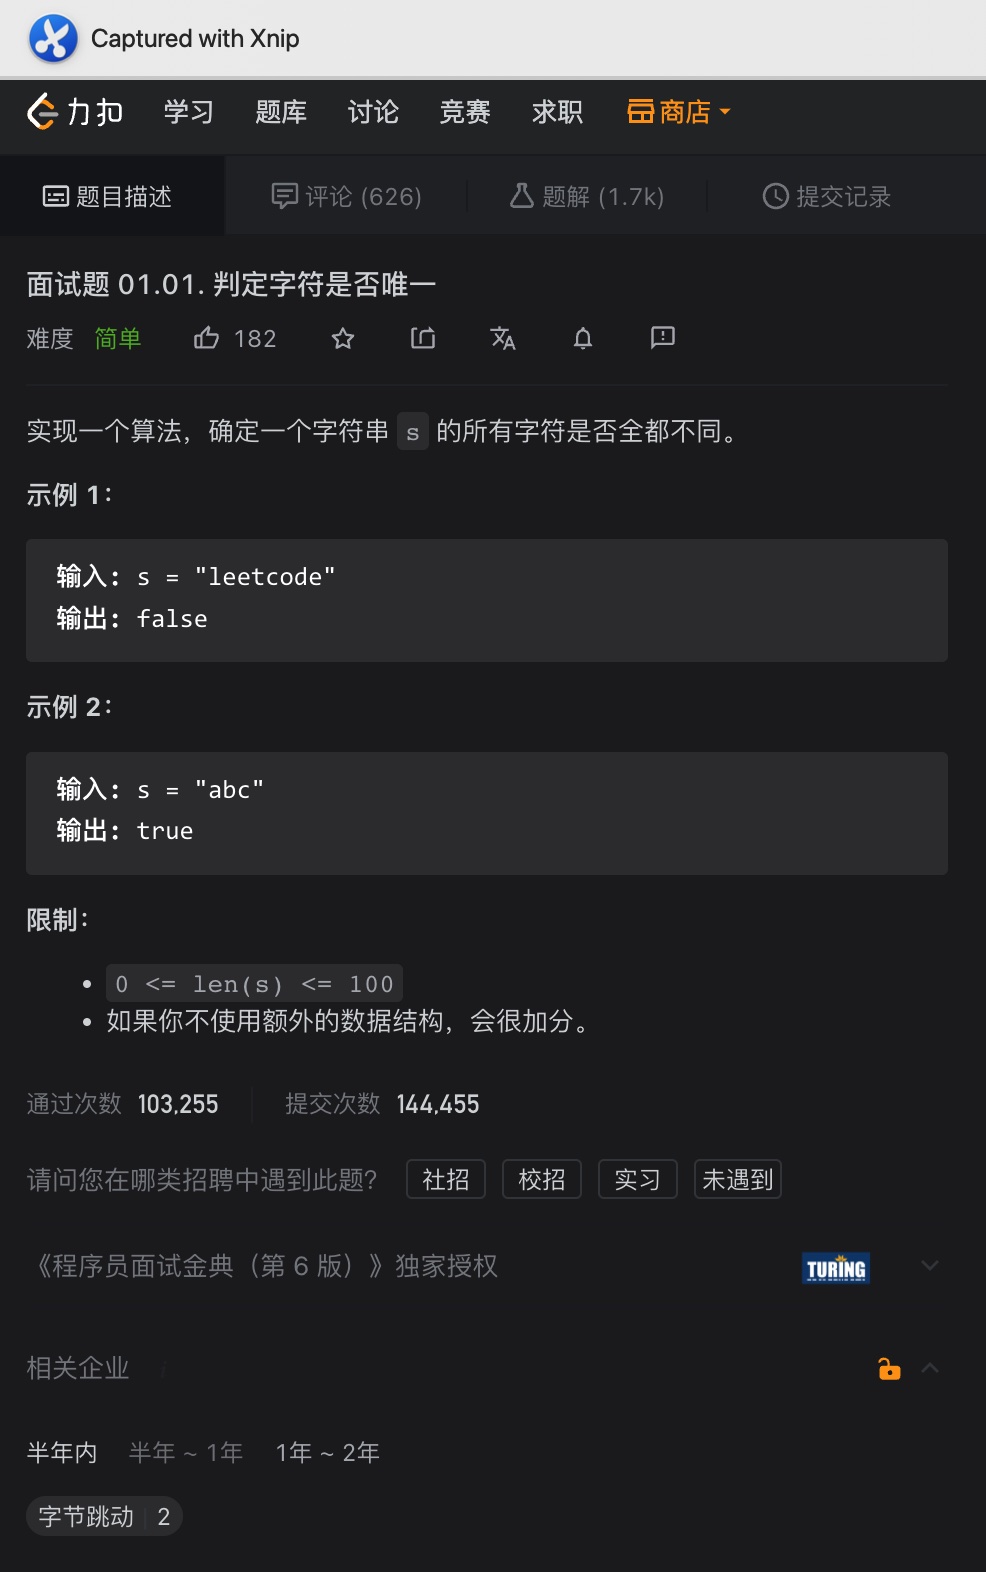 Captured with Xnip
力扣 学习 题库 讨论 竞赛 求职 商店
题目描述 评论 (626) 题解 (1.7k) 提交记录
面试题 01.01. 判定字符是否唯一
难度 简单 182
实现一个算法，确定一个字符串 s 的所有字符是否全都不同。
示例 1：
输入: s = "leetcode"
输出: false
示例 2：
输入: s = "abc"
输出: true
限制：
0 <= len(s) <= 100
如果你不使用额外的数据结构，会很加分。
通过次数 103,255 提交次数 144,455
请问您在哪类招聘中遇到此题? 社招 校招 实习 未遇到
《程序员面试金典（第 6 版）》独家授权 TURING
相关企业
半年内 半年 ~ 1年 1年 ~ 2年
字节跳动 2